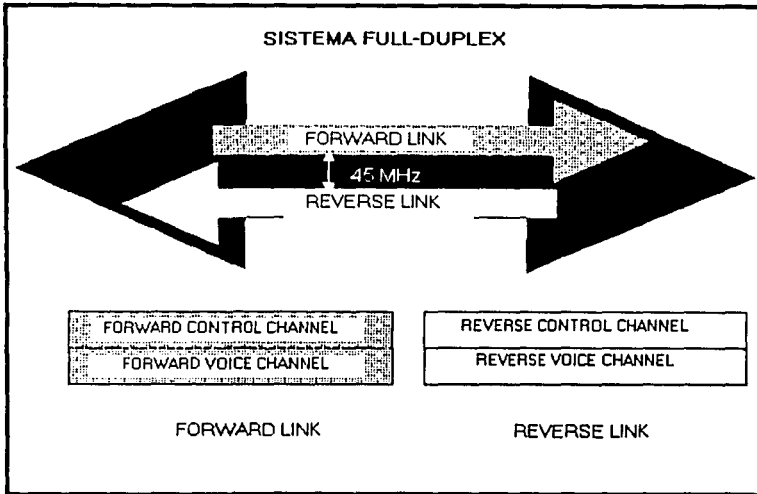 SISTEMA FULL-DUPLEX
FORWARD LINK
45 MHz
REVERSE LINK
FORWARD CONTROL CHANNEL
FORWARD VOICE CHANNEL
REVERSE CONTROL CHANNEL
REVERSE VOICE CHANNEL
FORWARD LINK
REVERSE LINK